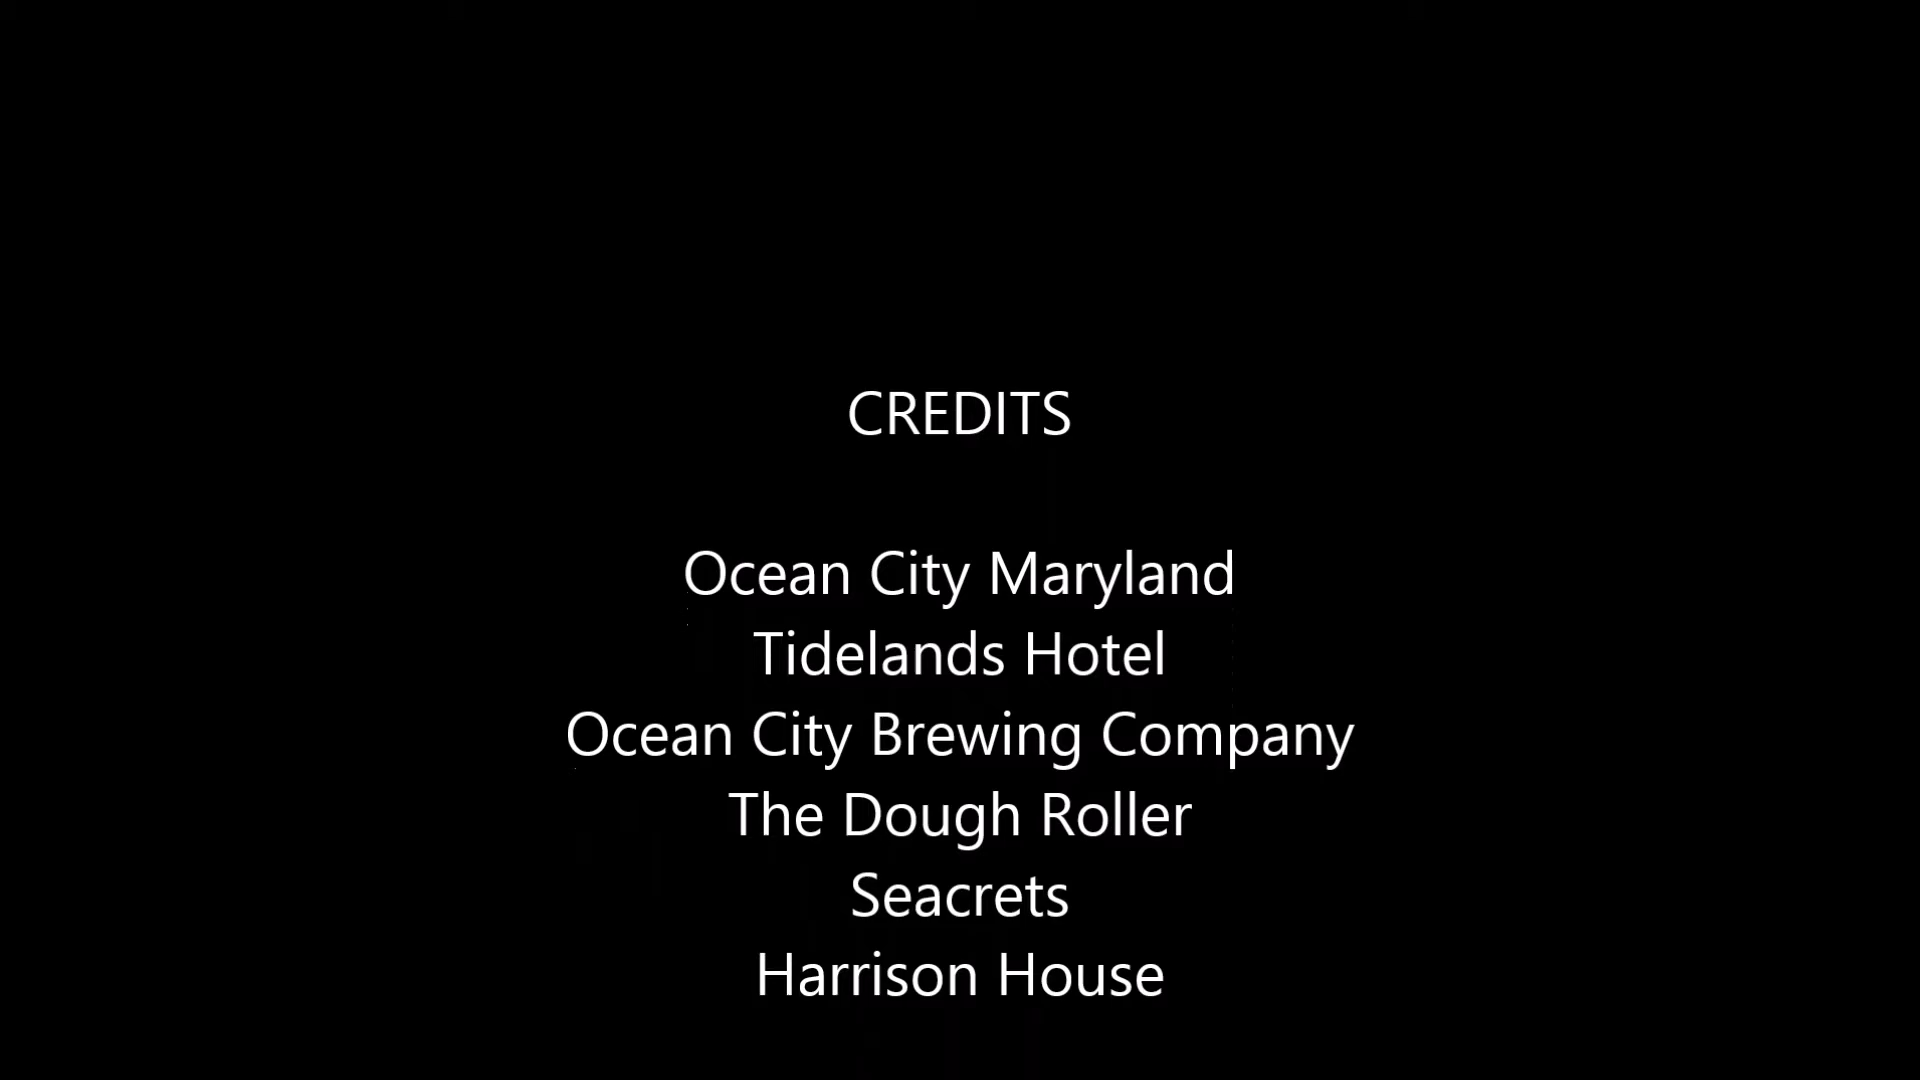 CREDITS
Ocean City Maryland
Tidelands Hotel
Ocean City Brewing Company
The Dough Roller
Seacrets
Harrison House